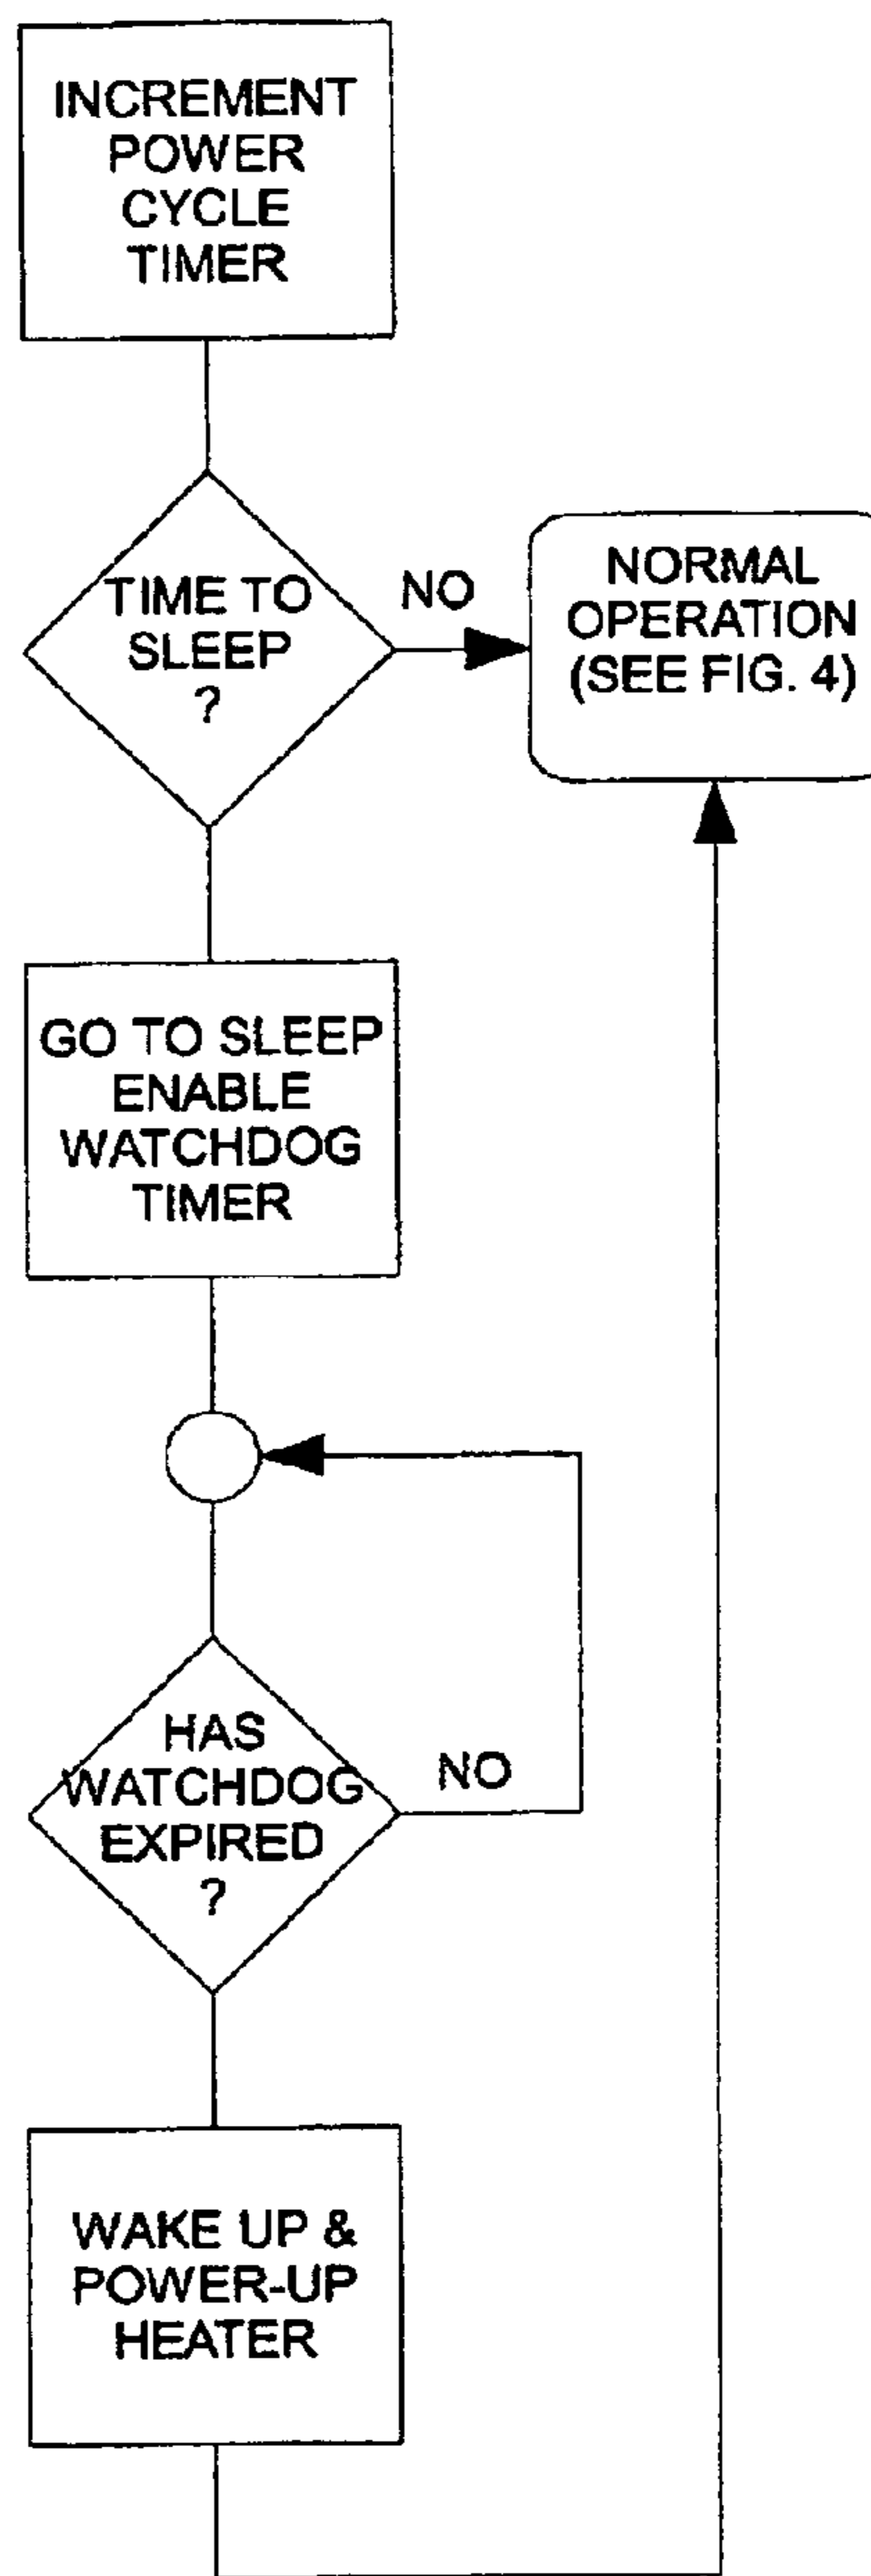 INCREMENT
POWER
CYCLE
TIMER
TIME TO
SLEEP
?
NO
NORMAL
OPERATION
(SEE FIG. 4)
GO TO SLEEP
ENABLE
WATCHDOG
TIMER
HAS
WATCHDOG
EXPIRED
?
NO
WAKE UP &
POWER-UP
HEATER